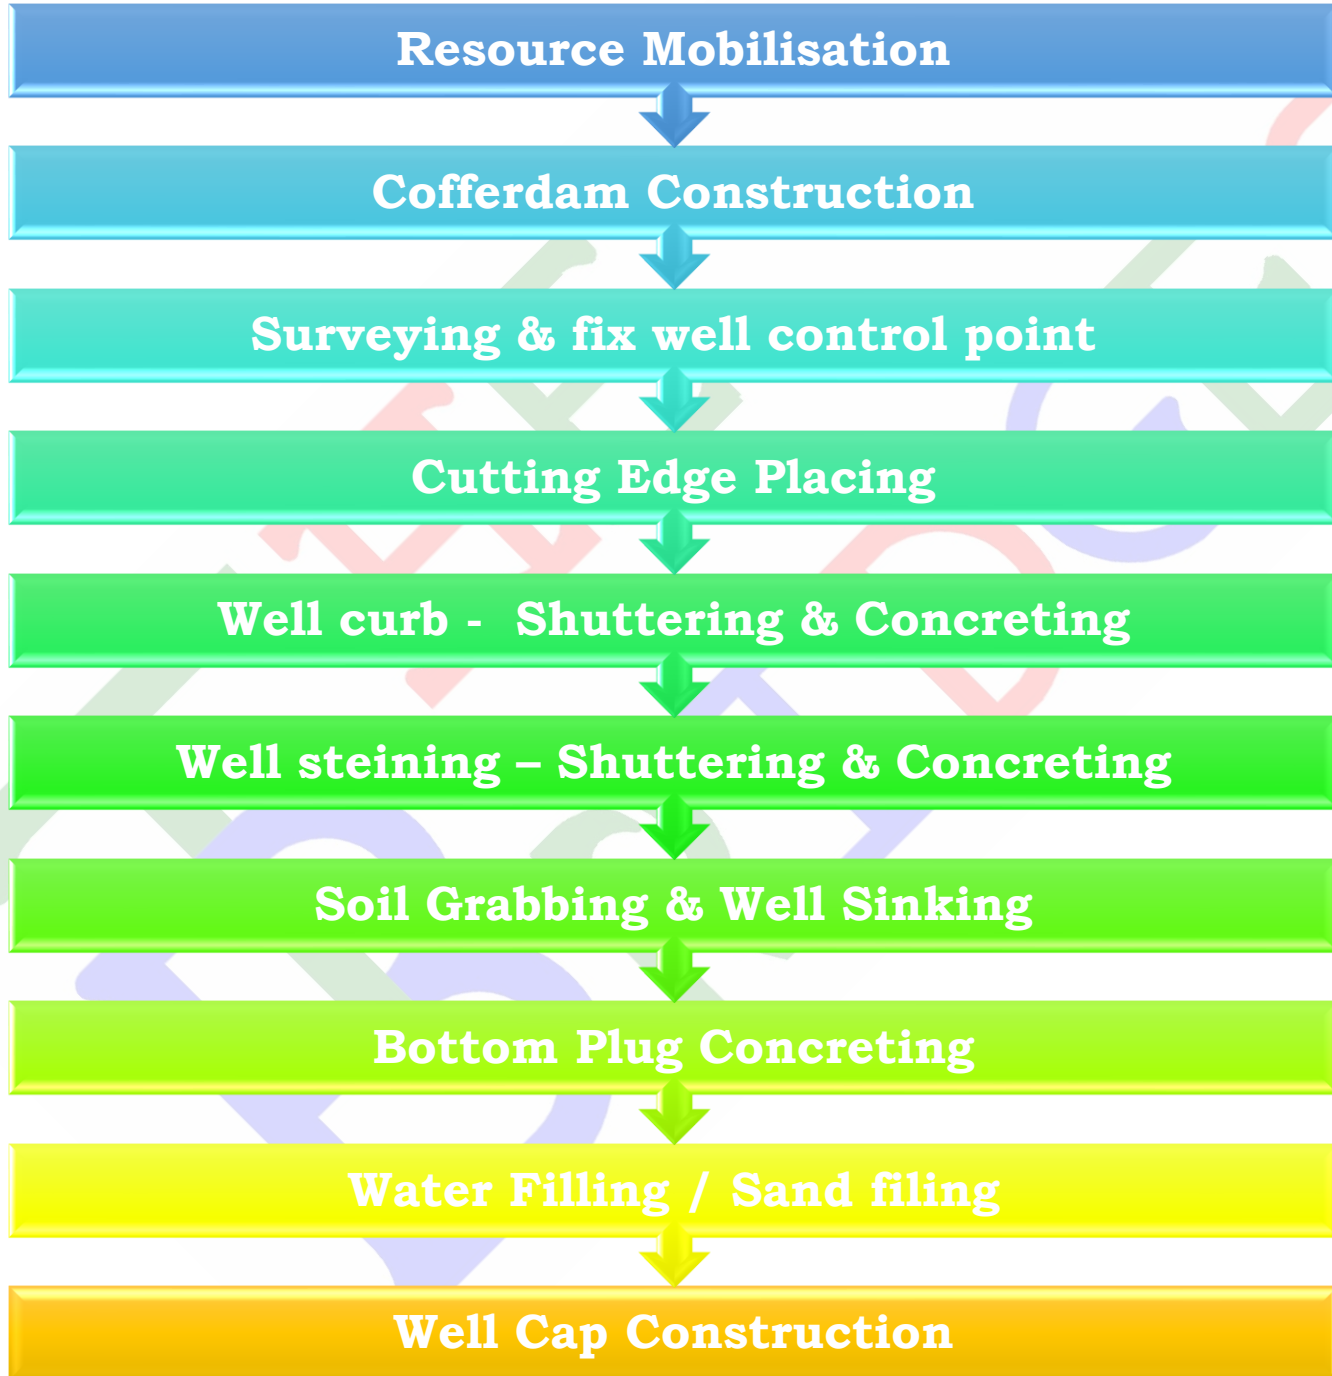 Resource Mobilisation
Cofferdam Construction
Surveying & fix well control point
Cutting Edge Placing
Well curb -  Shuttering & Concreting
Well steining – Shuttering & Concreting
Soil Grabbing & Well Sinking
Bottom Plug Concreting
Water Filling / Sand filing
Well Cap Construction